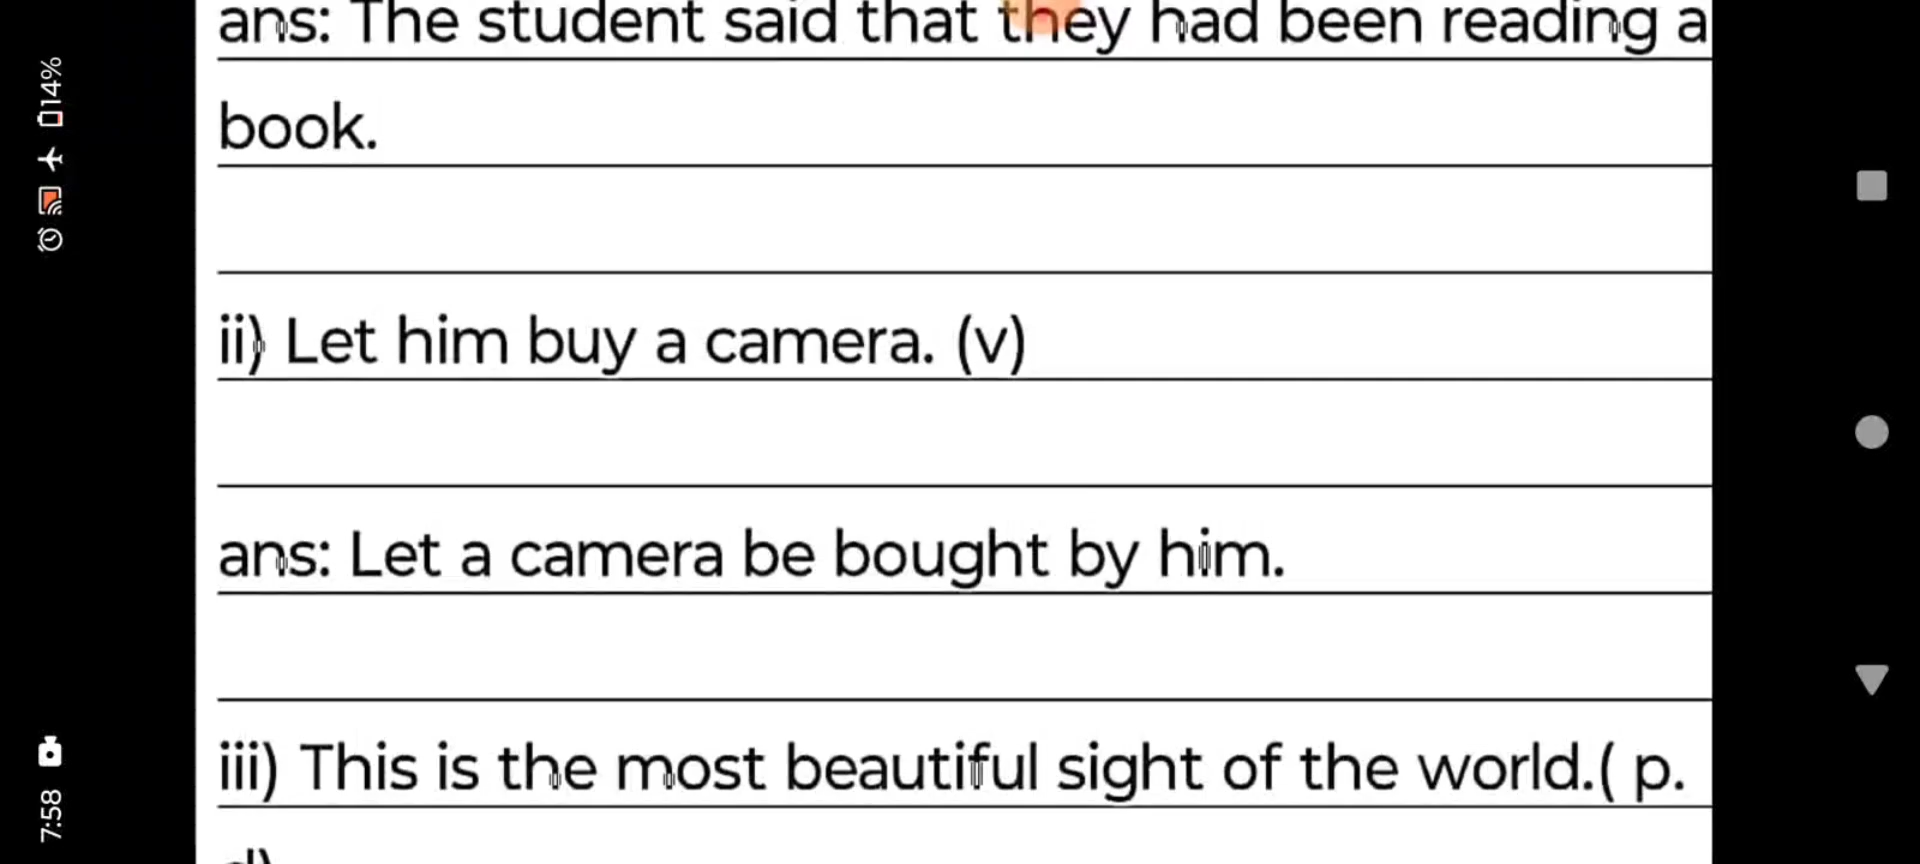 ans: The student said that they had been reading a
book.
ii) Let him buy a camera. (v)
ans: Let a camera be bought by him.
iii) This is the most beautiful sight of the world.( p.
d)
14%
7:58